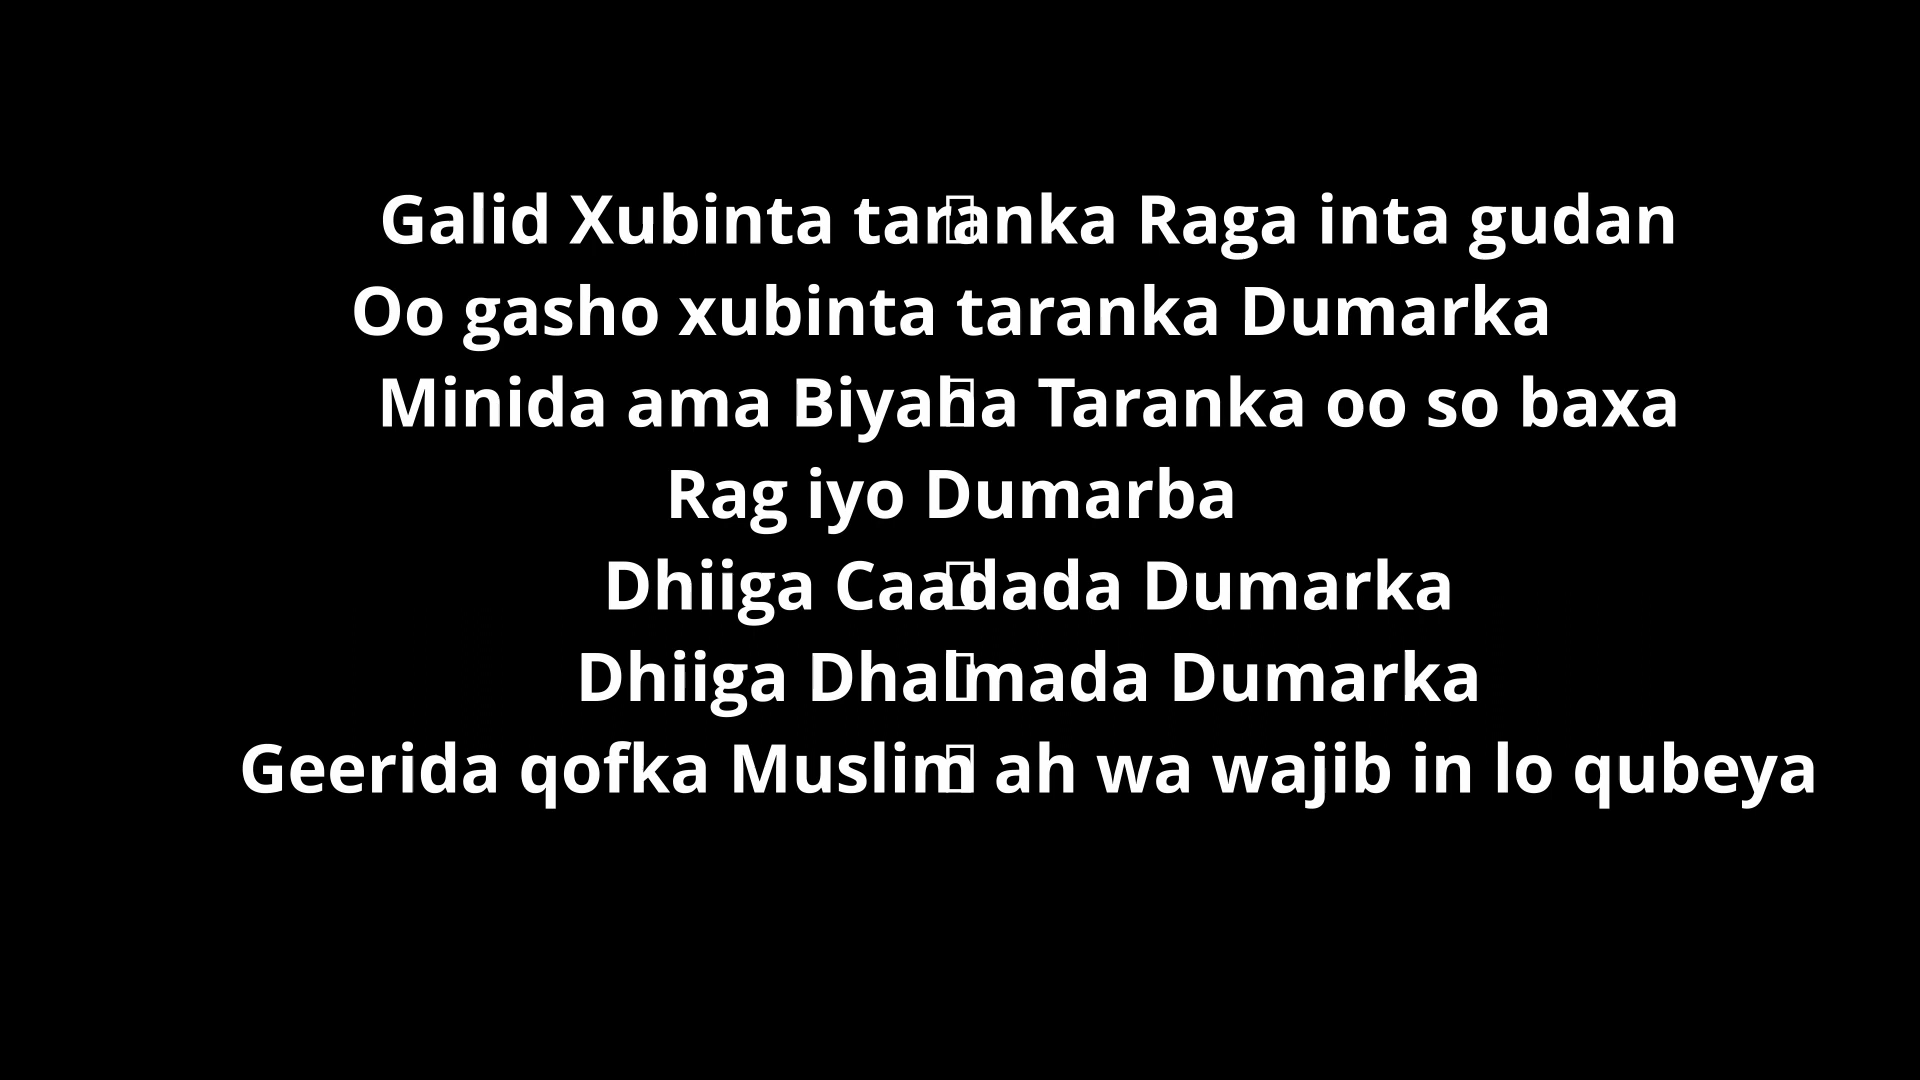 Galid Xubinta taranka Raga inta gudan
Oo gasho xubinta taranka Dumarka
Minida ama Biyaha Taranka oo so baxa
Rag iyo Dumarba
Dhiiga Caadada Dumarka
Dhiiga Dhalmada Dumarka
Geerida qofka Muslim ah wa wajib in lo qubeya